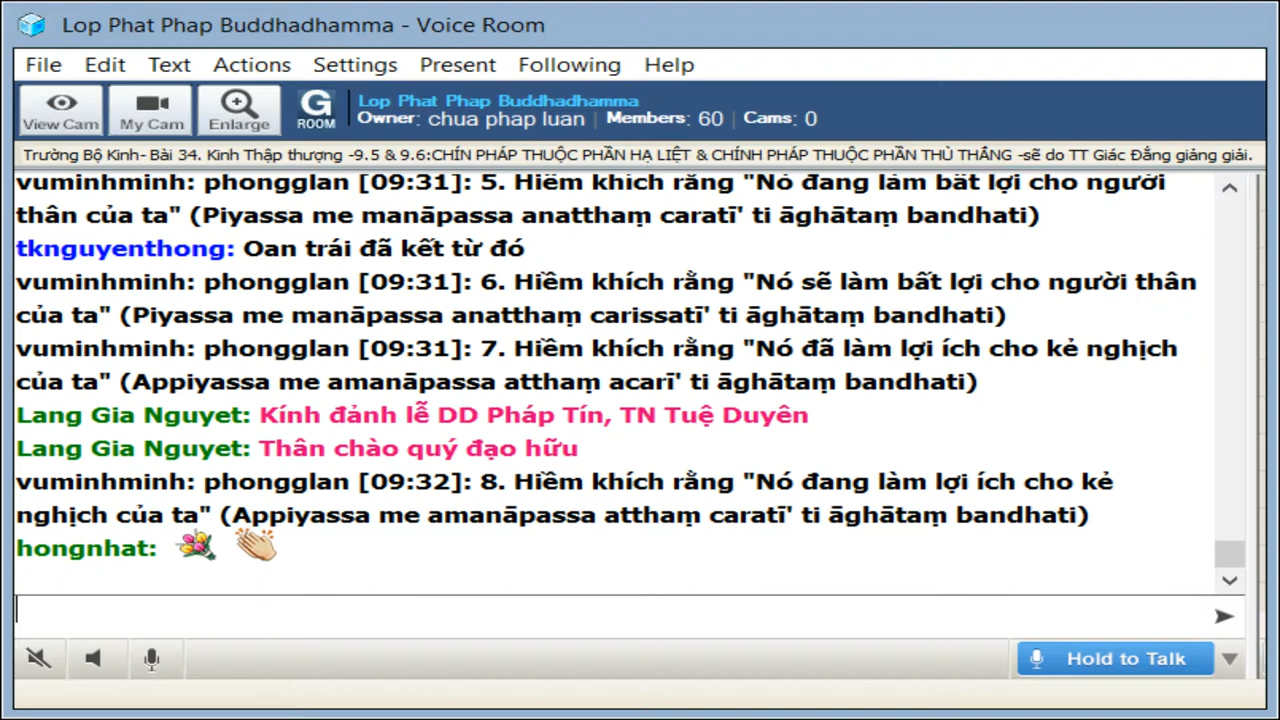 Lop Phat Phap Buddhadhamma - Voice Room
File Edit Text Actions Settings Present Following Help
View Cam My Cam Enlarge G ROOM
Lop Phat Phap Buddhadhamma
Owner: chua phap luan | Members: 60 | Cams: 0
Trường Bộ Kinh- Bài 34. Kinh Thập thượng -9.5 & 9.6:CHÍN PHÁP THUỘC PHẦN HẠ LIỆT & CHÍNH PHÁP THUỘC PHẦN THÙ THẮNG -sẽ do TT Giác Đẳng giảng giải.
vuminhminh: phongglan [09:31]: 5. Hiềm khích rằng "Nó đang làm bất lợi cho người
thân của ta" (Piyassa me manāpassa anatthaṃ caratī' ti āghātaṃ bandhati)
tknguyenthong: Oan trái đã kết từ đó
vuminhminh: phongglan [09:31]: 6. Hiềm khích rằng "Nó sẽ làm bất lợi cho người thân
của ta" (Piyassa me manāpassa anatthaṃ carissatī' ti āghātaṃ bandhati)
vuminhminh: phongglan [09:31]: 7. Hiềm khích rằng "Nó đã làm lợi ích cho kẻ nghịch
của ta" (Appiyassa me amanāpassa atthaṃ acarī' ti āghātaṃ bandhati)
Lang Gia Nguyet: Kính đảnh lễ DD Pháp Tín, TN Tuệ Duyên
Lang Gia Nguyet: Thân chào quý đạo hữu
vuminhminh: phongglan [09:32]: 8. Hiềm khích rằng "Nó đang làm lợi ích cho kẻ
nghịch của ta" (Appiyassa me amanāpassa atthaṃ caratī' ti āghātaṃ bandhati)
hongnhat:
Hold to Talk